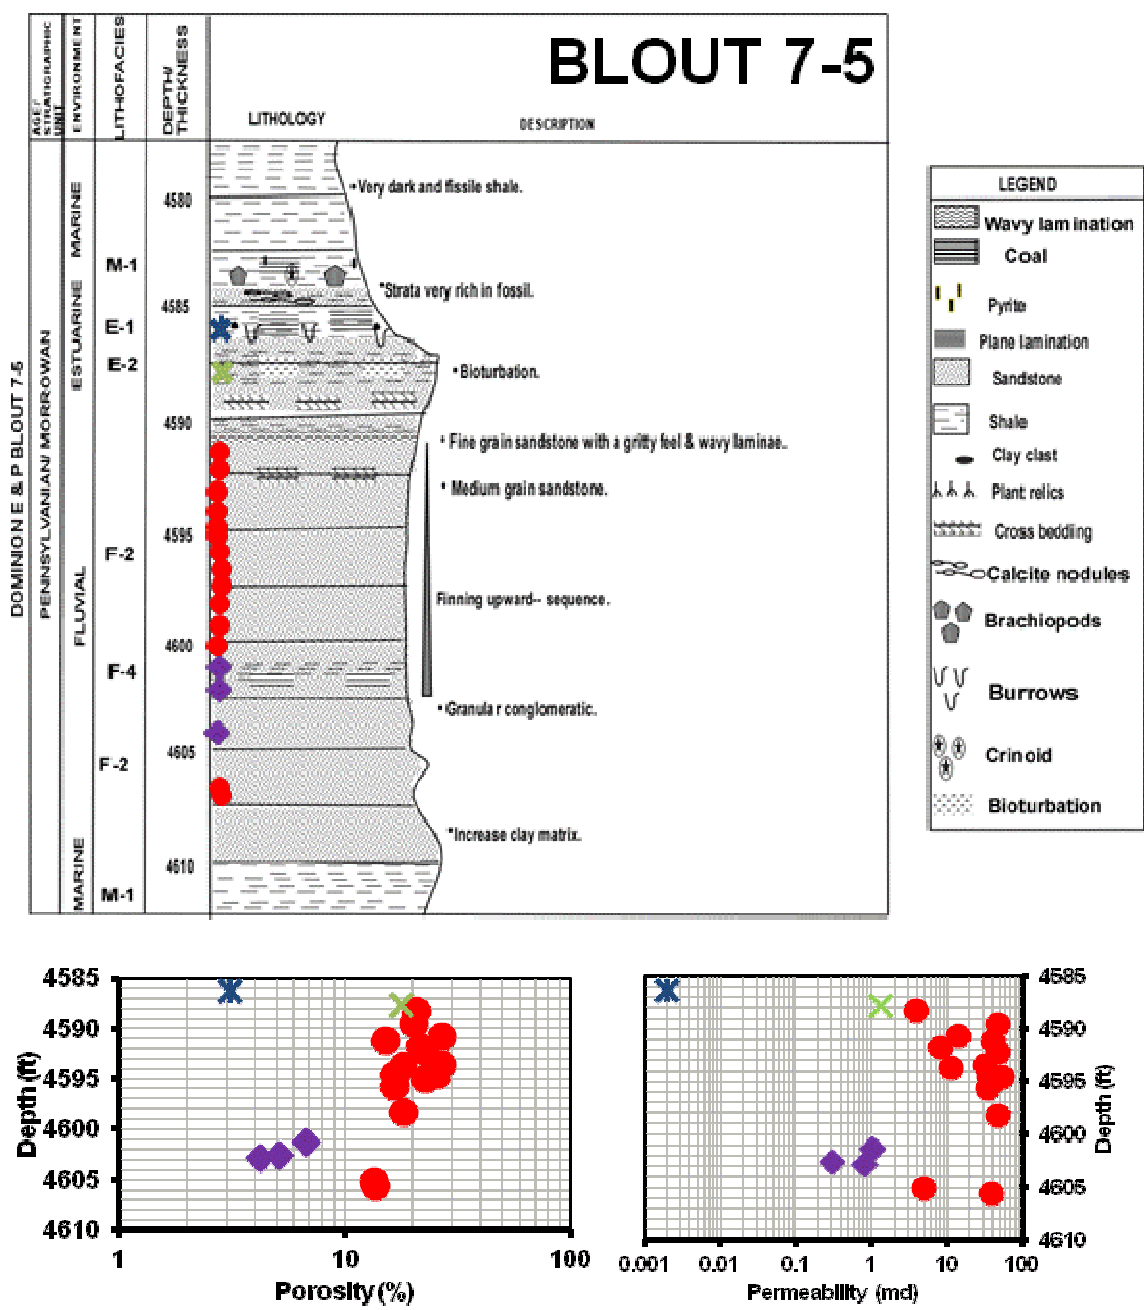 BLOUT 7-5
AGE/
STRATIGRAPHIC
UNIT
ENVIRONMENT
LITHOFACIES
DEPTH/
THICKNESS
LITHOLOGY
DESCRIPTION
DOMINION E & P BLOUT 7-5
PENINSYLVANIAN/ MORROWAN
MARINE
ESTUARINE
FLUVIAL
MARINE
M-1
E-1
E-2
F-2
F-4
F-2
M-1
4580
4585
4590
4595
4600
4605
4610
• Very dark and fissile shale.
*Strata very rich in fossil.
• Bioturbation.
• Fine grain sandstone with a gritty feel & wavy laminae..
• Medium grain sandstone.
Finning upward-- sequence.
• Granular conglomeratic.
*Increase clay matrix.
LEGEND
Wavy lamination
Coal
Pyrite
Plane lamination
Sandstone
Shale
Clay clast
Plant relics
Cross beddling
Calcite nodules
Brachiopods
Burrows
Crinoid
Bioturbation
4585
4590
4595
4600
4605
4610
Depth (ft)
1
10
100
Porosity (%)
4585
4590
4595
4600
4605
4610
Depth (ft)
0.001
0.01
0.1
1
10
100
Permeability (md)